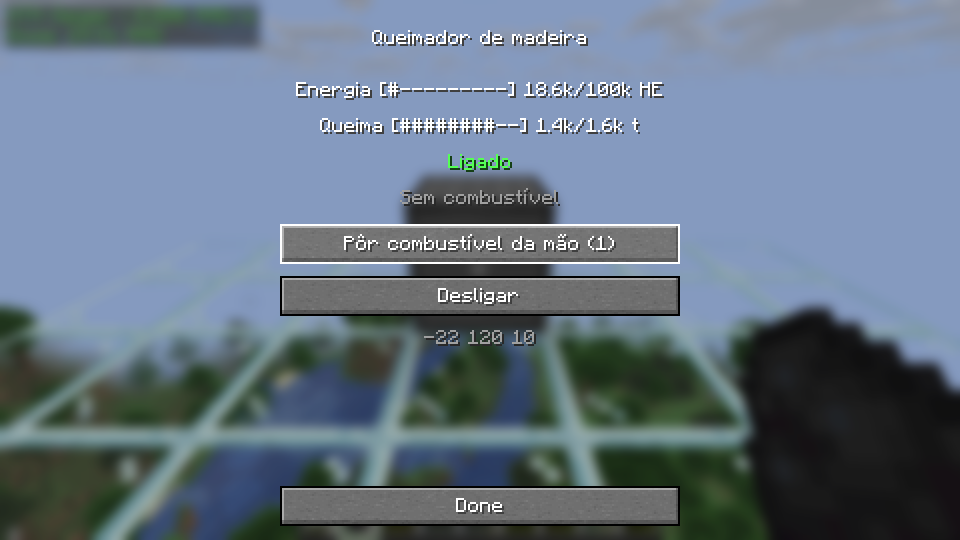 Queimador de madeira
Energia [#---------] 18.6k/100k HE
Queima [########--] 1.4k/1.6k t
Ligado
Sem combustível
Pôr combustível da mão (1)
Desligar
-22 120 10
Done